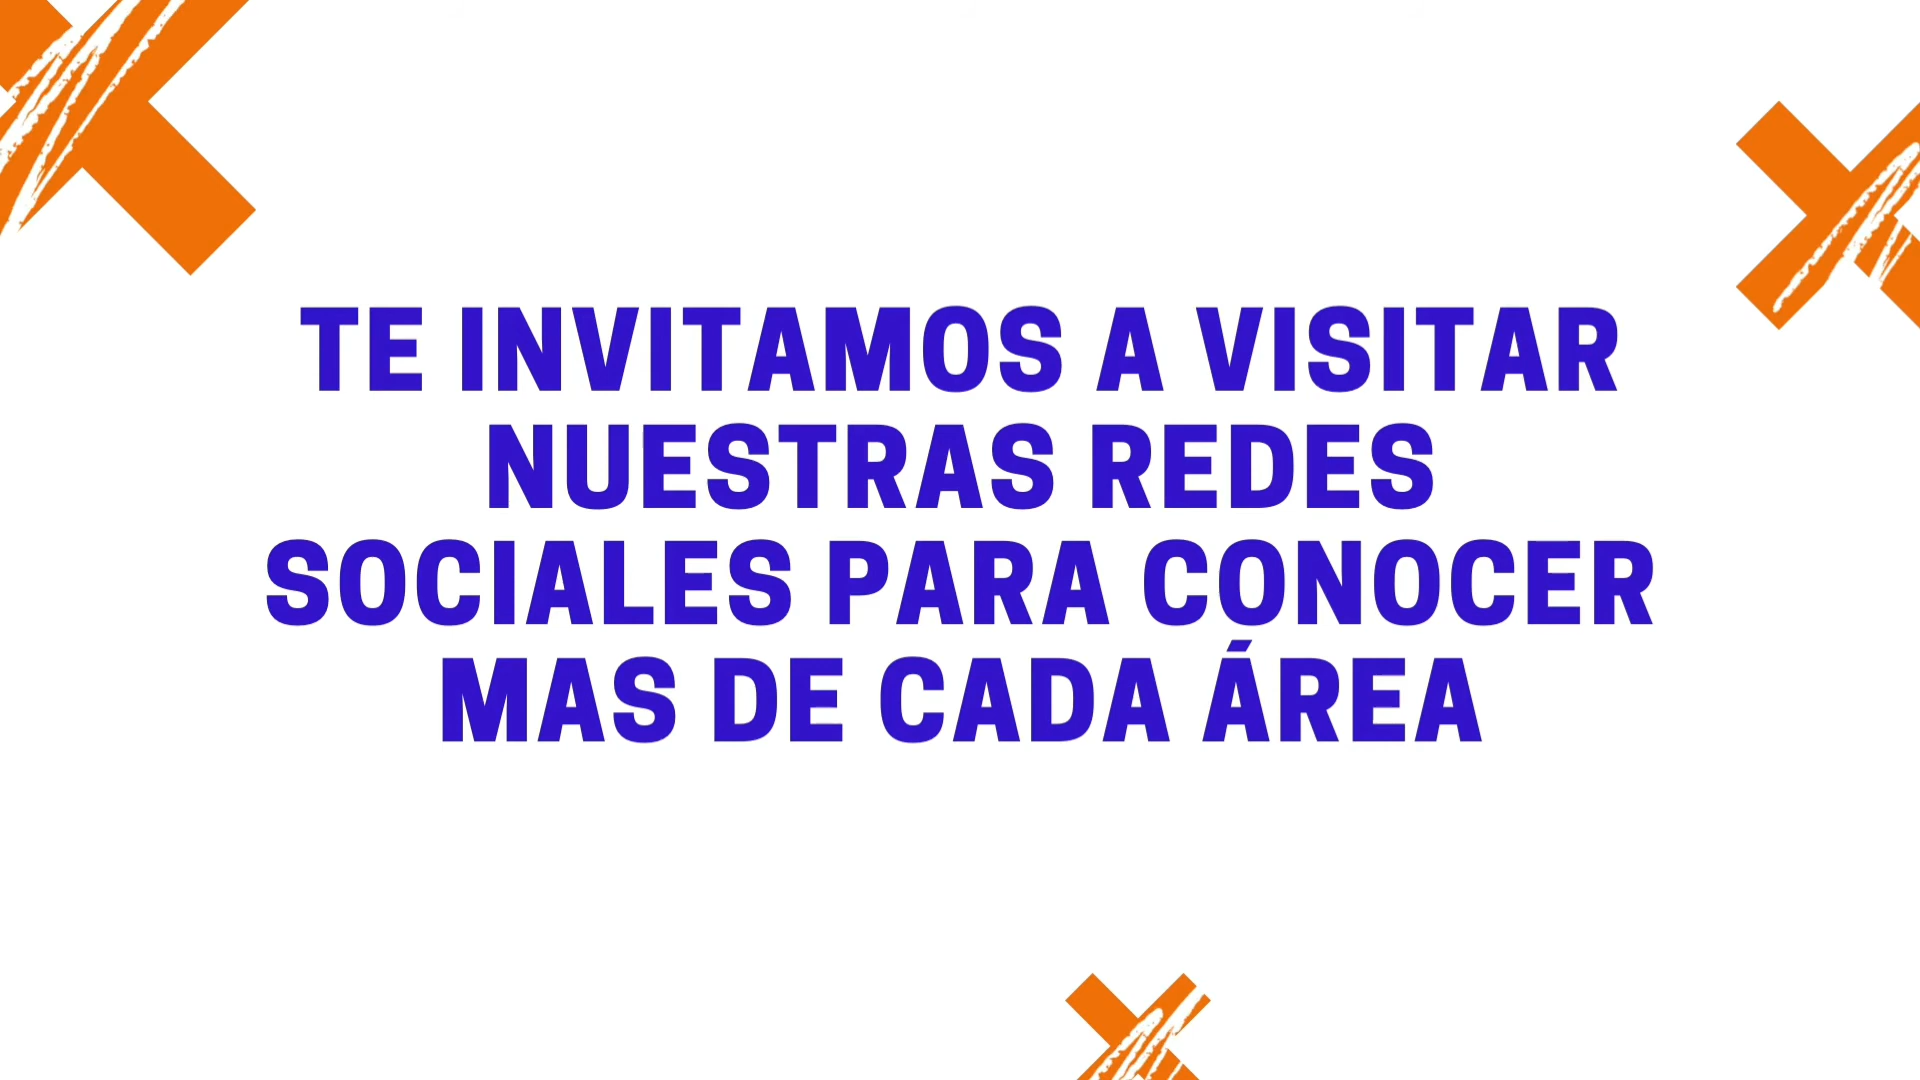 TE INVITAMOS A VISITAR
NUESTRAS REDES
SOCIALES PARA CONOCER
MAS DE CADA ÁREA